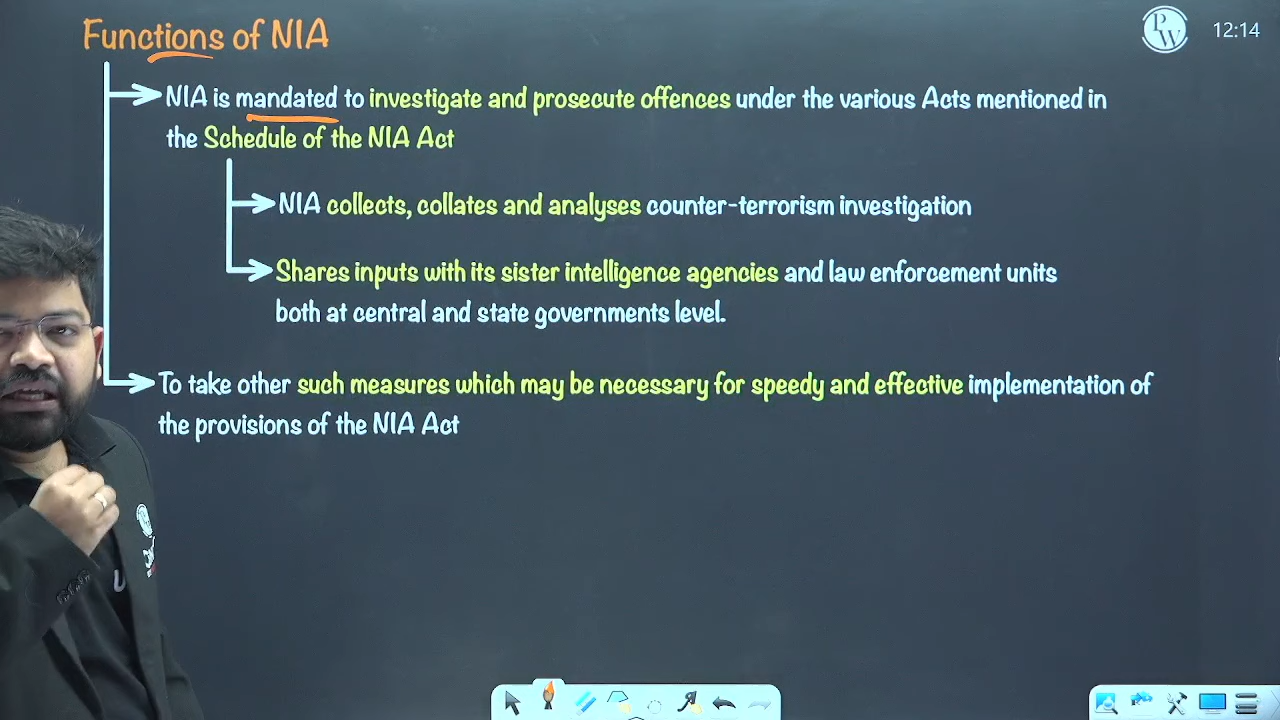 Functions of NIA
PW
12:14
NIA is mandated to investigate and prosecute offences under the various Acts mentioned in
the Schedule of the NIA Act
NIA collects, collates and analyses counter-terrorism investigation
Shares inputs with its sister intelligence agencies and law enforcement units
both at central and state governments level.
To take other such measures which may be necessary for speedy and effective implementation of
the provisions of the NIA Act